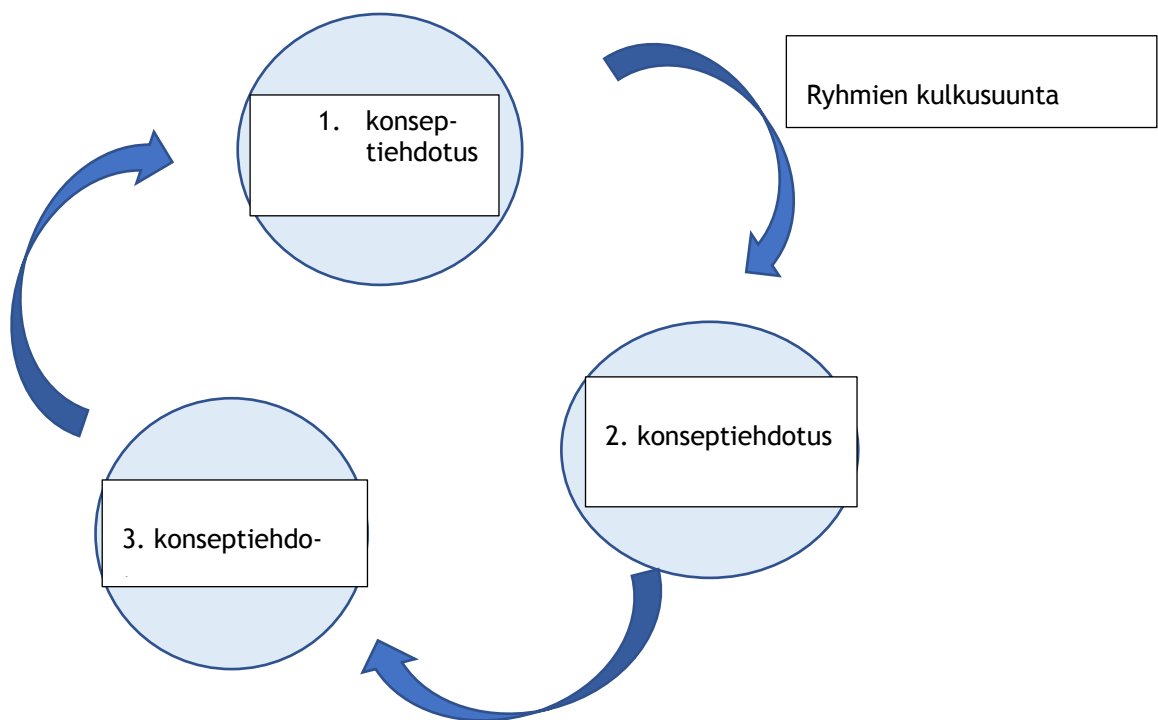 1. konsep-
tiehdotus
Ryhmien kulkusuunta
2. konseptiehdotus
3. konseptiehdo-